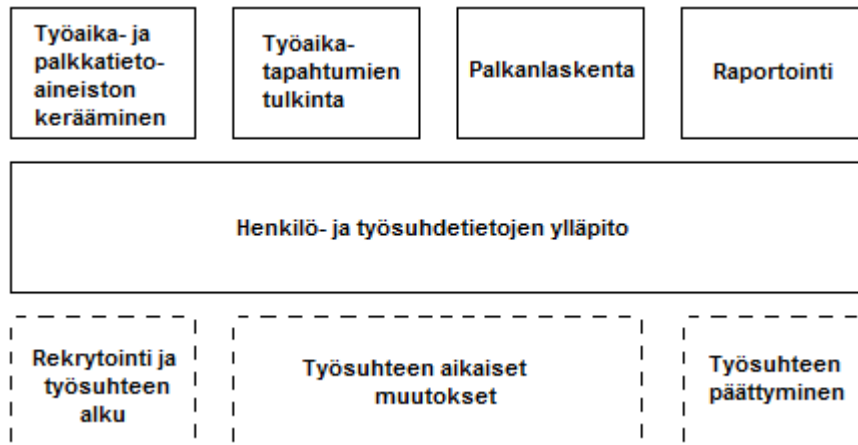 Työaika- ja
palkkatieto-
aineiston
kerääminen
Työaika-
tapahtumien
tulkinta
Palkanlaskenta
Raportointi
Henkilö- ja työsuhdetietojen ylläpito
Rekrytointi ja
työsuhteen
alku
Työsuhteen aikaiset
muutokset
Työsuhteen
päättyminen